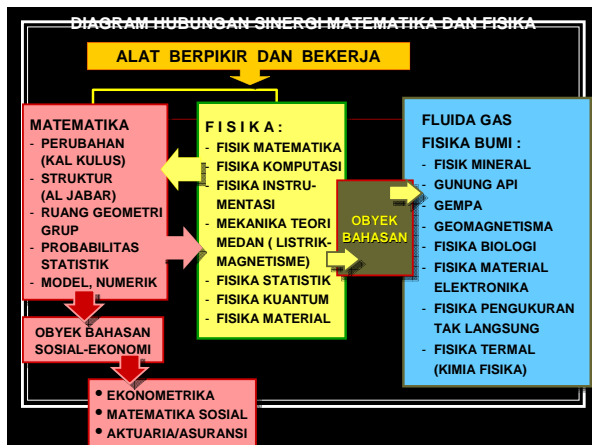 DIAGRAM HUBUNGAN SINERGI MATEMATIKA DAN FISIKA
ALAT BERPIKIR DAN BEKERJA
MATEMATIKA
- PERUBAHAN
(KAL KULUS)
- STRUKTUR
(AL JABAR)
- RUANG GEOMETRI
GRUP
- PROBABILITAS
STATISTIK
- MODEL, NUMERIK
F I S I K A :
- FISIK MATEMATIKA
- FISIKA KOMPUTASI
- FISIKA INSTRU-
MENTASI
- MEKANIKA TEORI
MEDAN ( LISTRIK-
MAGNETISME)
- FISIKA STATISTIK
- FISIKA KUANTUM
- FISIKA MATERIAL
OBYEK
BAHASAN
FLUIDA GAS
FISIKA BUMI :
- FISIK MINERAL
- GUNUNG API
- GEMPA
- GEOMAGNETISMA
- FISIKA BIOLOGI
- FISIKA MATERIAL
ELEKTRONIKA
- FISIKA PENGUKURAN
TAK LANGSUNG
- FISIKA TERMAL
(KIMIA FISIKA)
OBYEK BAHASAN
SOSIAL-EKONOMI
• EKONOMETRIKA
• MATEMATIKA SOSIAL
• AKTUARIA/ASURANSI